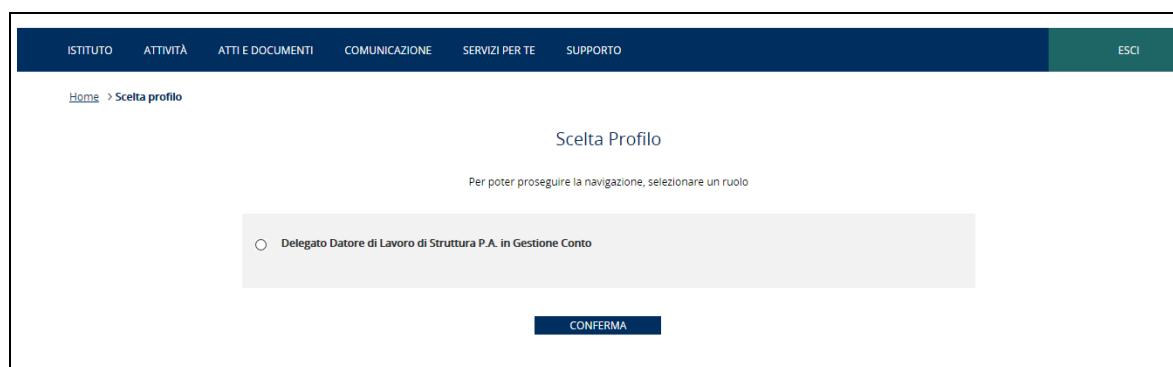 ISTITUTO ATTIVITÀ ATTI E DOCUMENTI COMUNICAZIONE SERVIZI PER TE SUPPORTO ESCI
Home > Scelta profilo
Scelta Profilo
Per poter proseguire la navigazione, selezionare un ruolo
Delegato Datore di Lavoro di Struttura P.A. in Gestione Conto
CONFERMA